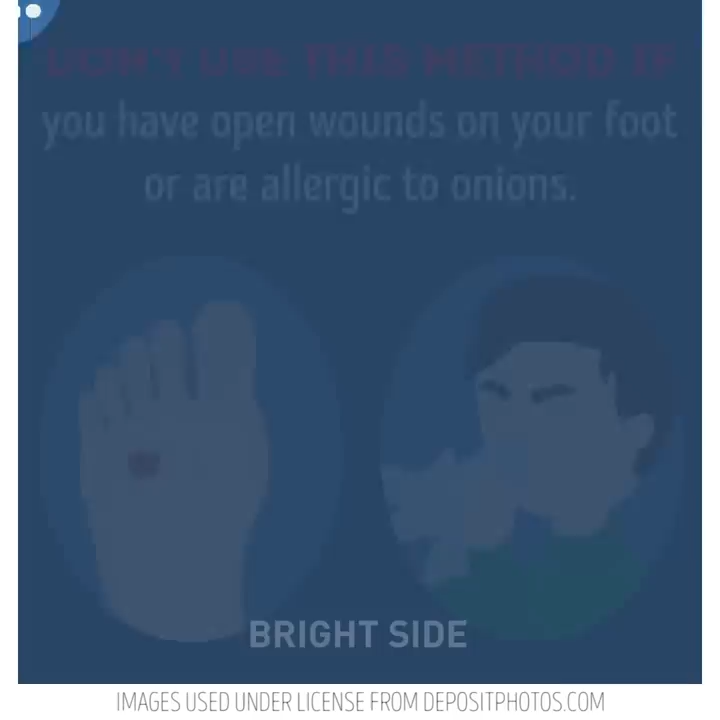 DON'T USE THIS METHOD IF
you have open wounds on your foot
or are allergic to onions.
BRIGHT SIDE
IMAGES USED UNDER LICENSE FROM DEPOSITPHOTOS.COM